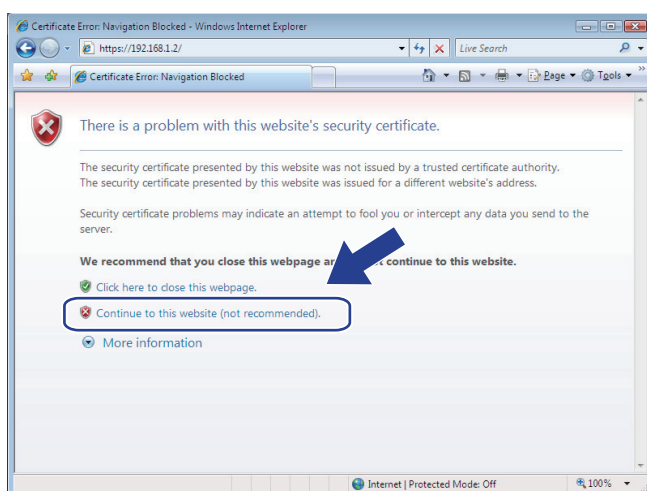 Certificate Error: Navigation Blocked - Windows Internet Explorer
https://192.168.1.2/
Live Search
Certificate Error: Navigation Blocked
Page
Tools
There is a problem with this website's security certificate.
The security certificate presented by this website was not issued by a trusted certificate authority.
The security certificate presented by this website was issued for a different website's address.
Security certificate problems may indicate an attempt to fool you or intercept any data you send to the
server.
We recommend that you close this webpage an t continue to this website.
Click here to close this webpage.
Continue to this website (not recommended).
More information
Internet | Protected Mode: Off
100%